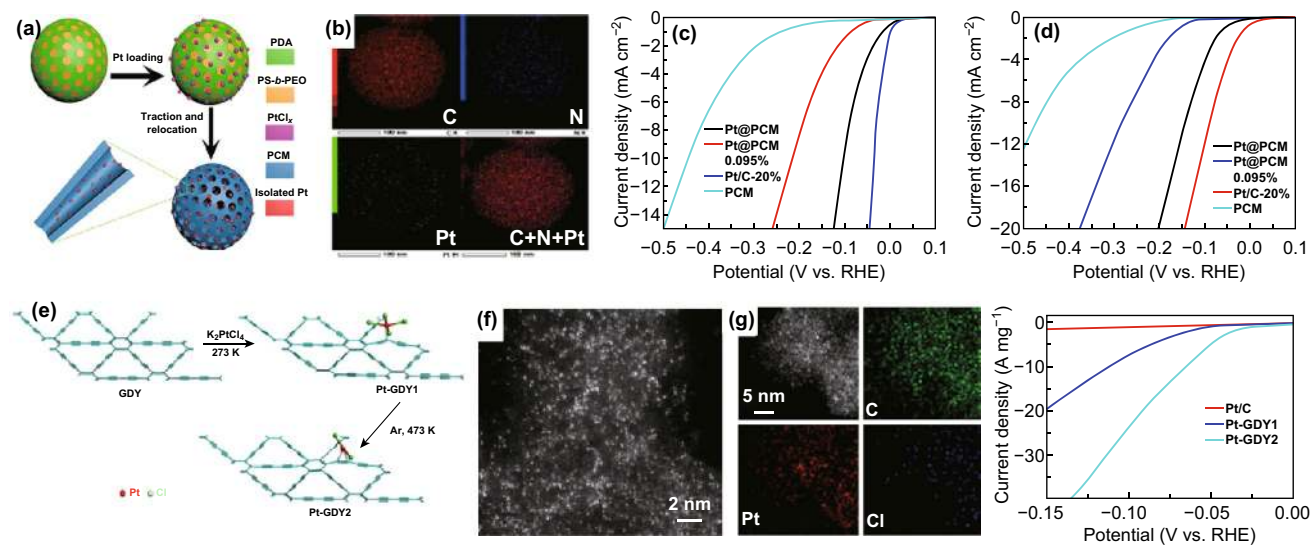 (a)
Pt loading
Traction and
relocation
PDA
PS-b-PEO
PtClₓ
PCM
Isolated Pt
(b)
C
N
Pt
C+N+Pt
100 nm
100 nm
(c)
Current density (mA cm⁻²)
0
−2
−4
−6
−8
−10
−12
−14
Pt@PCM
Pt@PCM
0.095%
Pt/C-20%
PCM
−0.5 −0.4 −0.3 −0.2 −0.1 0.0 0.1
Potential (V vs. RHE)
(d)
Current density (mA cm⁻²)
0
−4
−8
−12
−16
−20
Pt@PCM
Pt@PCM
0.095%
Pt/C-20%
PCM
−0.5 −0.4 −0.3 −0.2 −0.1 0.0 0.1
Potential (V vs. RHE)
(e)
K₂PtCl₄
273 K
GDY
Pt-GDY1
Ar, 473 K
Pt Cl
Pt-GDY2
(f)
2 nm
(g)
5 nm
C
Pt
Cl
Current density (A mg⁻¹)
0
−10
−20
−30
Pt/C
Pt-GDY1
Pt-GDY2
−0.15 −0.10 −0.05 0.00
Potential (V vs. RHE)